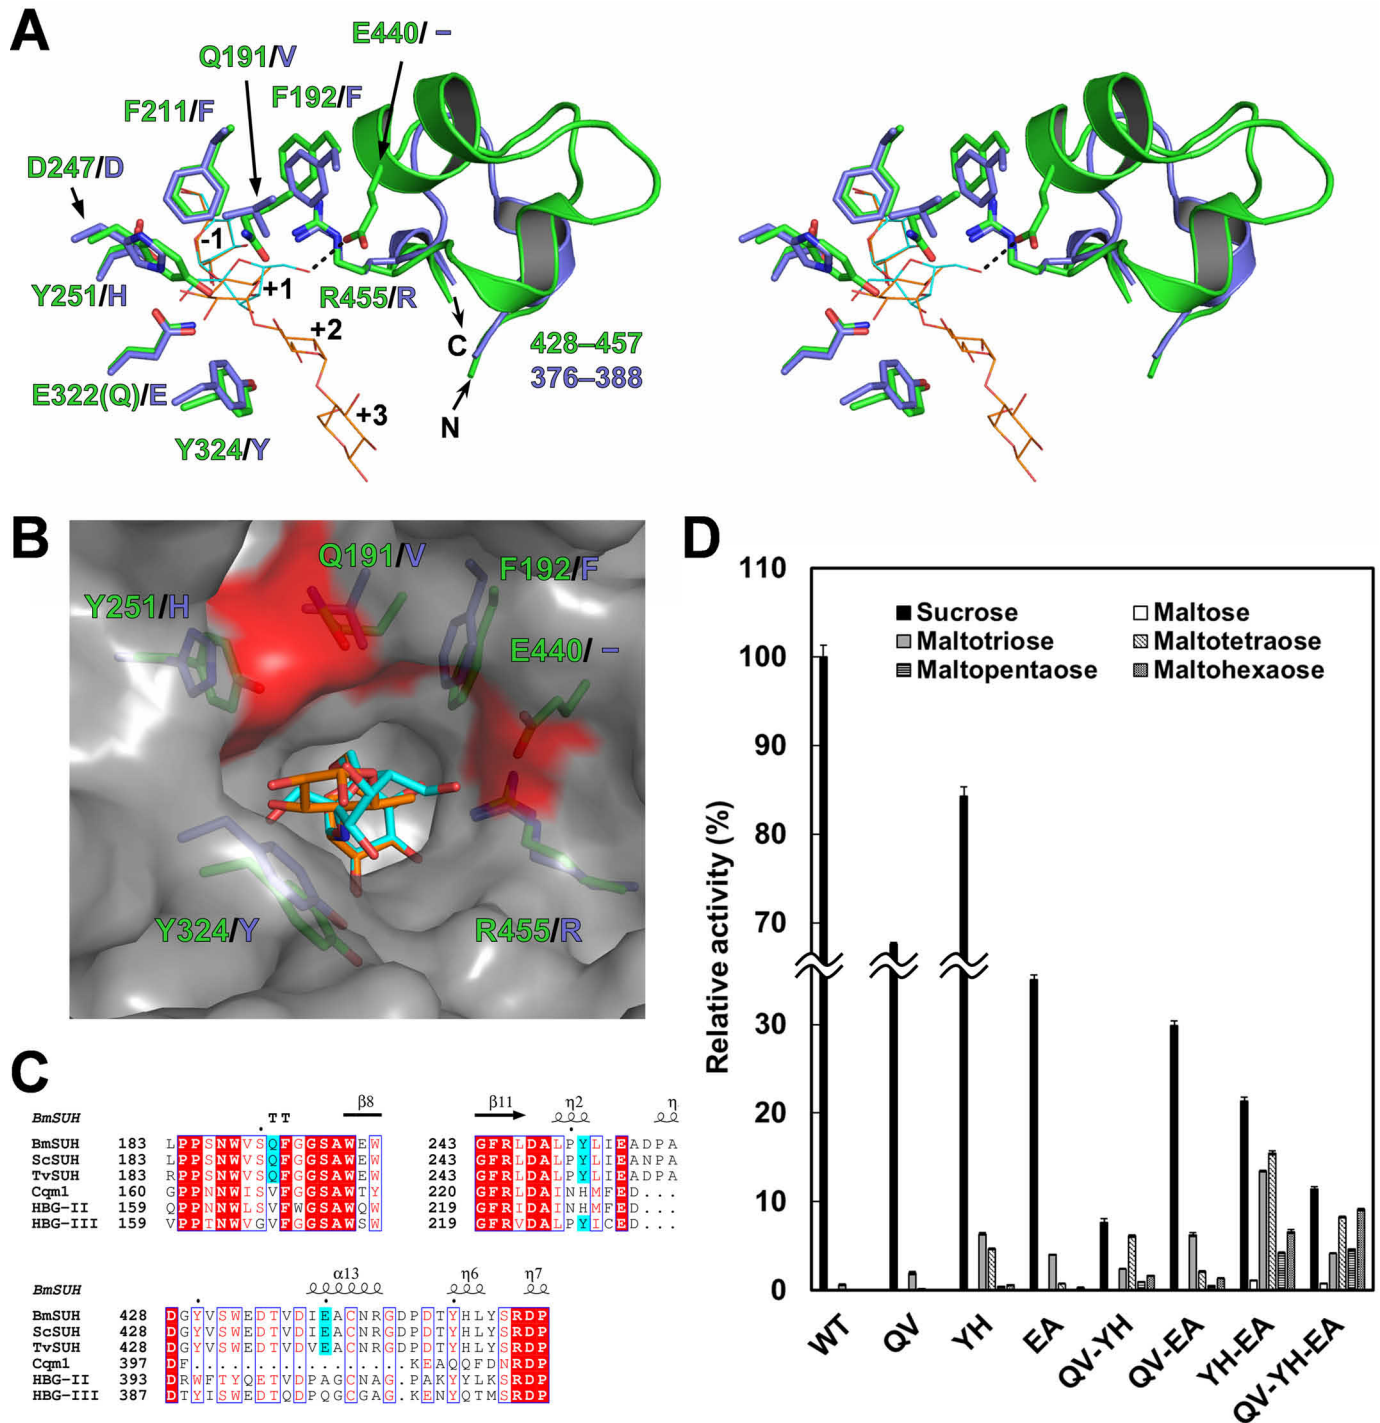 A
E440/ –
Q191/V
F192/F
F211/F
D247/D
-1
Y251/H
+1
R455/R
+2
C
428–457
376–388
E322(Q)/E
+3
N
Y324/Y
B
Q191/V
F192/F
Y251/H
E440/ –
Y324/Y
R455/R
C
BmSUH TT β8 β11 η2 η
BmSUH 183 LPPSNWVSQFGGSAWEW 243 GFRLDALPYLIEADPA
ScSUH 183 LPPSNWVSQFGGSAWEW 243 GFRLDALPYLIEANPA
TvSUH 183 RPPSNWVSQFGGSAWEW 243 GFRLDALPYLIEADPA
Cqm1 160 GPPNNWISVFGGSAWTY 220 GFRLDAINHMFED...
HBG-II 159 QPPNNWLSVFWGSAWQW 219 GFRIDAINHMFED...
HBG-III 159 VPPTNWVGVFGGSAWSW 219 GFRVDALPYICED...
BmSUH α13 η6 η7
BmSUH 428 DGYVSWEDTVDIEACNRGDPDTYHLYSRDP
ScSUH 428 DGYVSWEDTVDIEACNRGDPDTYHLYSRDP
TvSUH 428 DGYVSWEDTVDVEACNRGDPDTYHLYSRDP
Cqm1 397 DF.................KEAQQFDNRDP
HBG-II 393 DRWFTYQETVDPAGCNAG.PAKYYLKSRDP
HBG-III 387 DTYISWEDTQDPQGCGAG.KENYQTMSRDP
D
Relative activity (%)
110
100
90
80
70
30
20
10
0
Sucrose Maltose
Maltotriose Maltotetraose
Maltopentaose Maltohexaose
WT
QV
YH
EA
QV-YH
QV-EA
YH-EA
QV-YH-EA